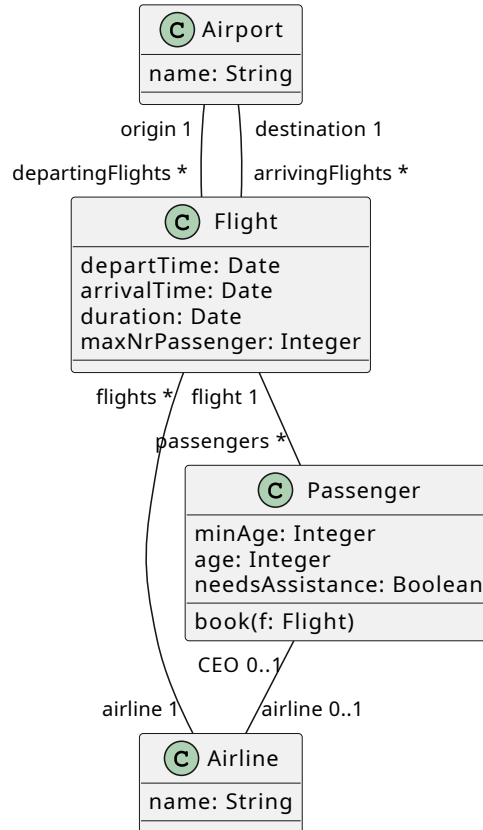 C Airport
name: String
origin 1
destination 1
departingFlights *
arrivingFlights *
C Flight
departTime: Date
arrivalTime: Date
duration: Date
maxNrPassenger: Integer
flights *
flight 1
passengers *
C Passenger
minAge: Integer
age: Integer
needsAssistance: Boolean
book(f: Flight)
CEO 0..1
airline 1
airline 0..1
C Airline
name: String